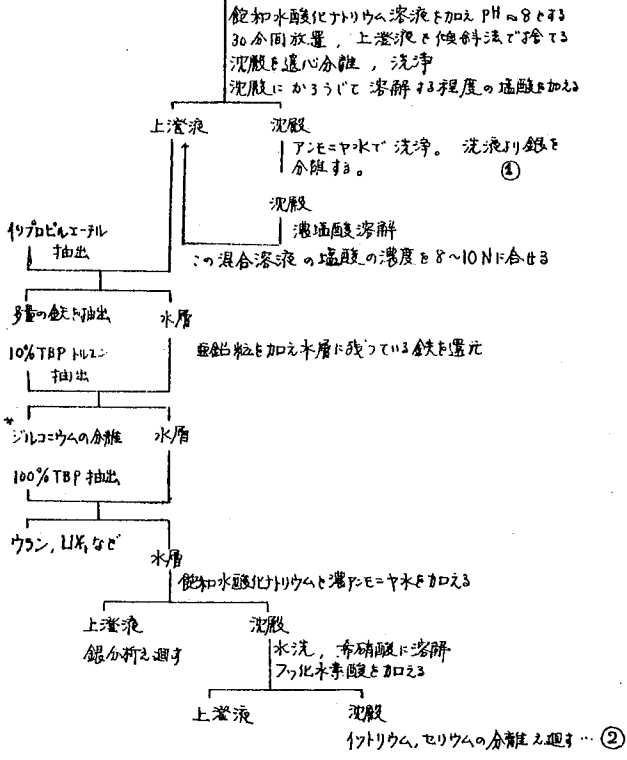 飽和水酸化ナトリウム溶液を加え PH≈8とする
30分間放置, 上澄液を傾斜法で捨てる
沈殿を遠心分離, 洗浄
沈殿にかろうじて溶解する程度の塩酸を加える
上澄液 沈殿
アンモニヤ水で洗浄。 洗液より銀を
分離する。 ①
沈殿
イソプロピルエーテル 濃塩酸溶解
抽出 この混合溶液の塩酸の濃度を8~10Nに合せる
多量の鉄を抽出 水層
10%TBPトルエン 亜鉛粒を加え水層に残っている鉄を還元
抽出
*
ジルコニウムの分離 水層
100%TBP抽出
ウラン, UX₁など 水層
飽和水酸化ナトリウムと濃アンモニヤ水を加える
上澄液 沈殿
銀分析え廻す 水洗, 希硝酸に溶解
フッ化水素酸を加える
上澄液 沈殿
イットリウム, セリウムの分離え廻す… ②